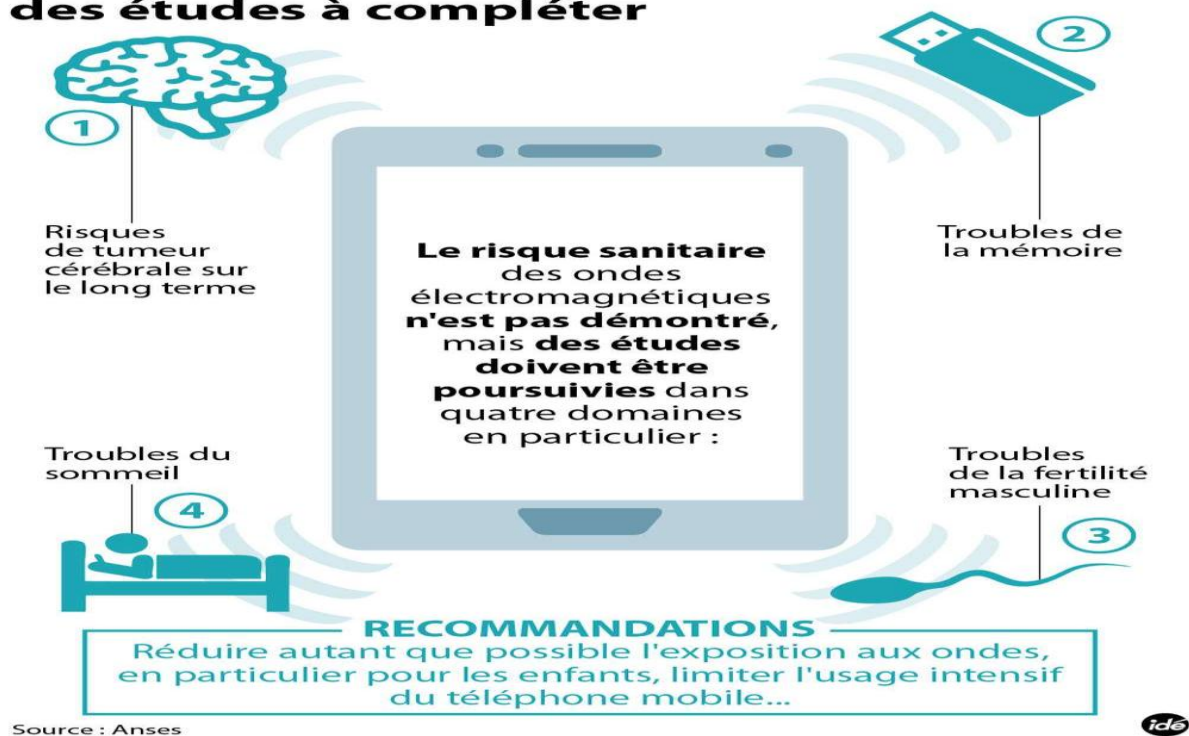 des études à compléter
1
2
Risques
de tumeur
cérébrale sur
le long terme
Troubles de
la mémoire
Le risque sanitaire
des ondes
électromagnétiques
n'est pas démontré,
mais des études
doivent être
poursuivies dans
quatre domaines
en particulier :
Troubles du
sommeil
4
Troubles
de la fertilité
masculine
3
RECOMMANDATIONS
Réduire autant que possible l'exposition aux ondes,
en particulier pour les enfants, limiter l'usage intensif
du téléphone mobile...
Source : Anses
idé